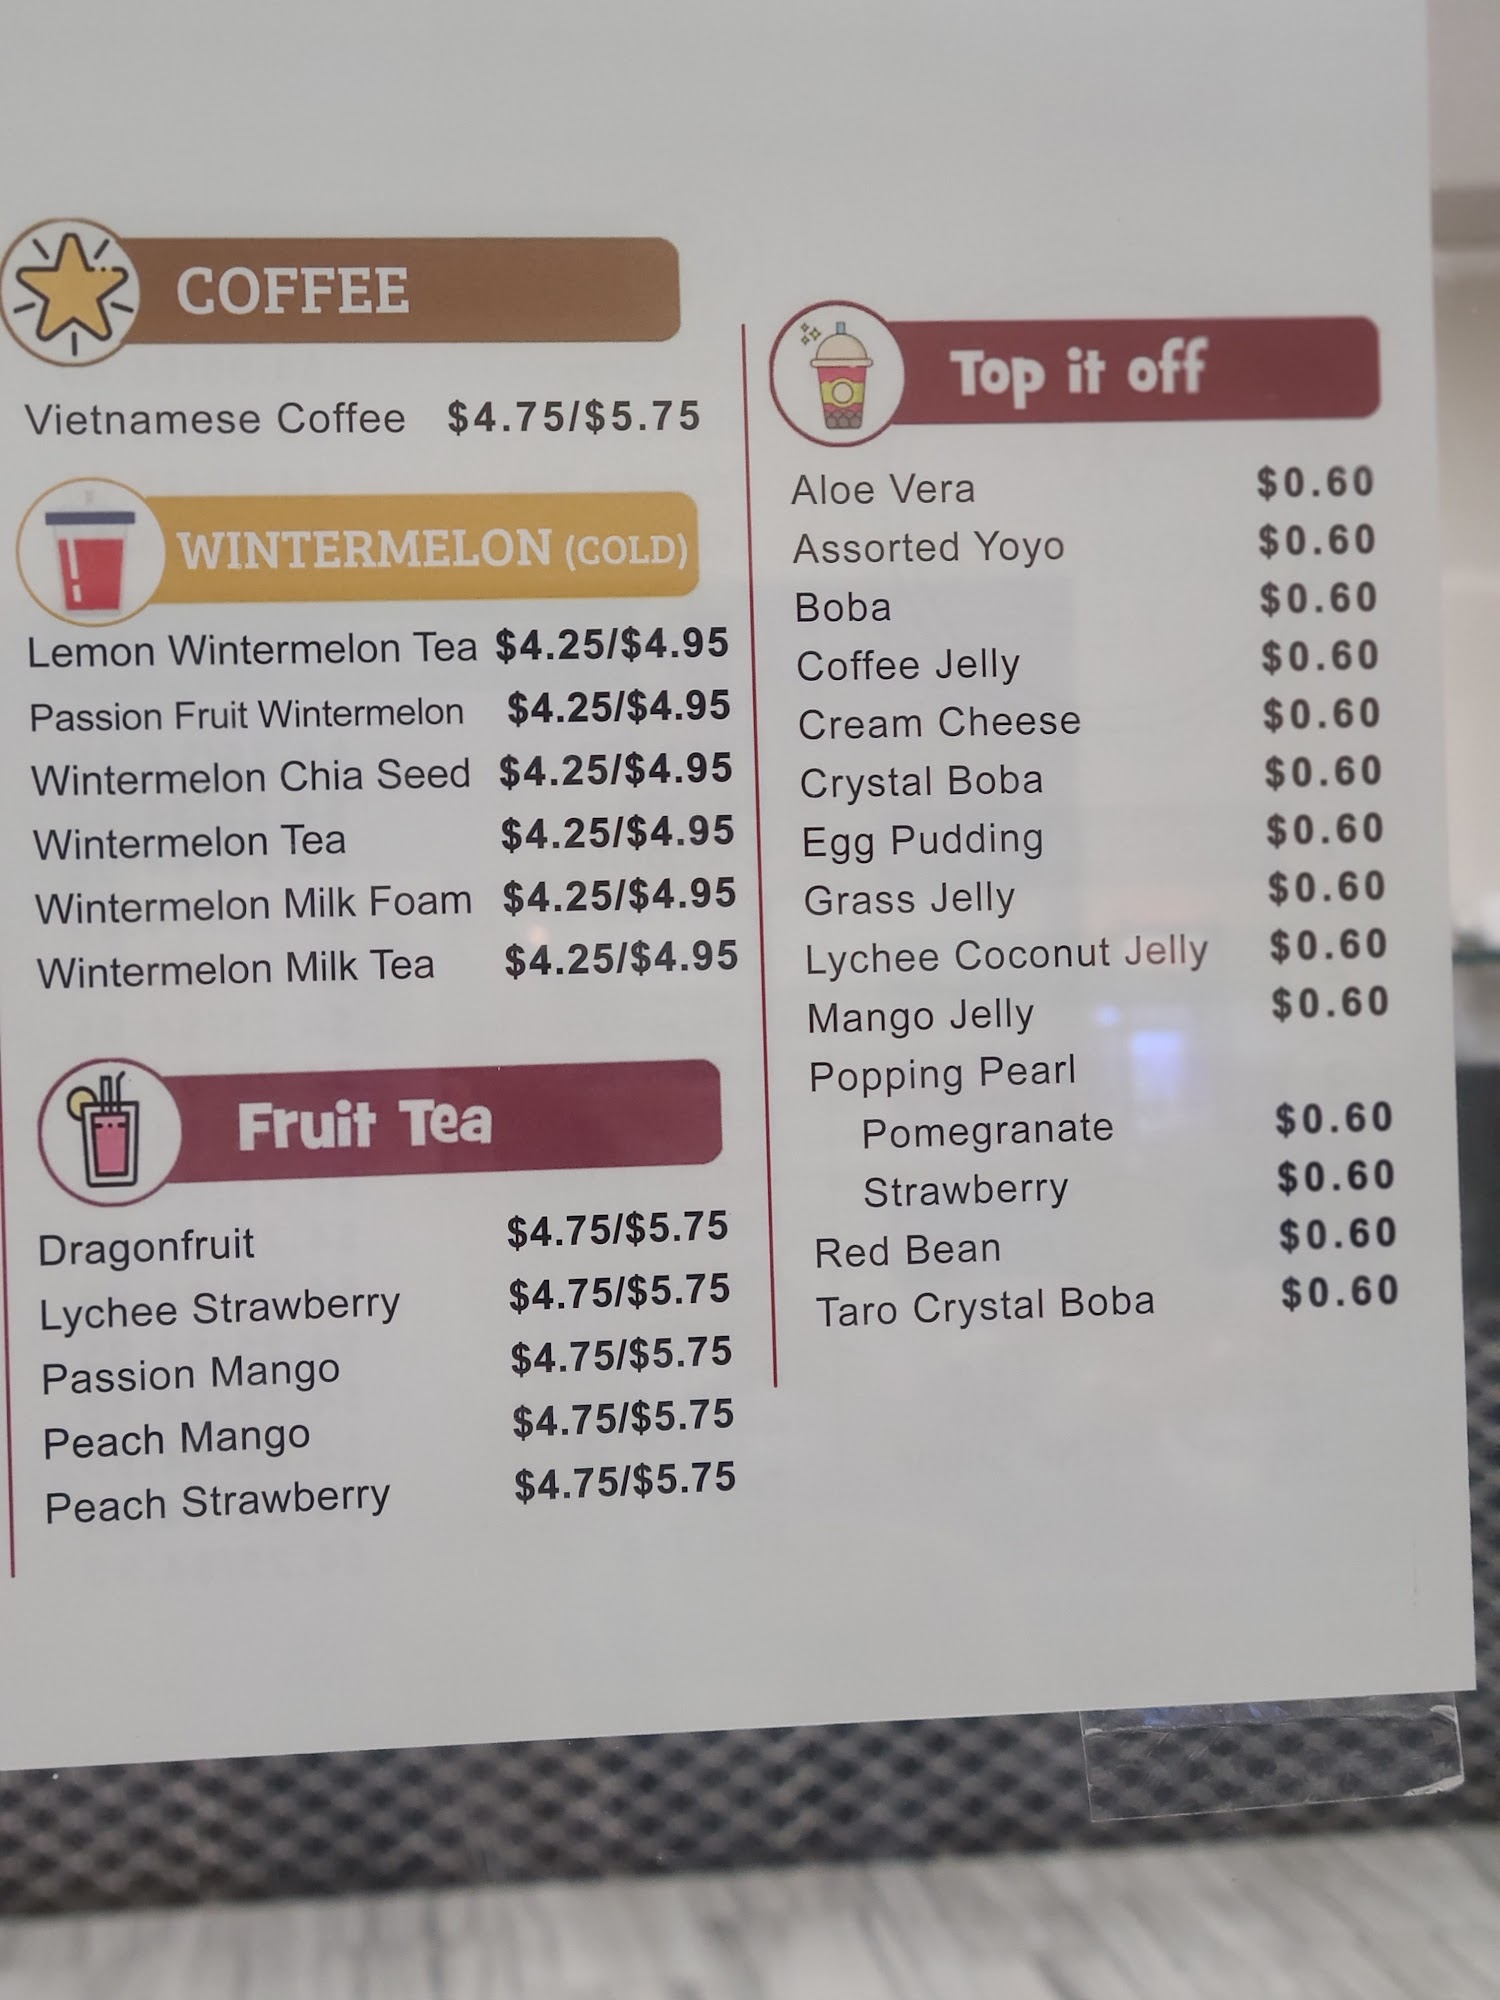 COFFEE
Vietnamese Coffee $4.75/$5.75
WINTERMELON (COLD)
Lemon Wintermelon Tea $4.25/$4.95
Passion Fruit Wintermelon $4.25/$4.95
Wintermelon Chia Seed $4.25/$4.95
Wintermelon Tea $4.25/$4.95
Wintermelon Milk Foam $4.25/$4.95
Wintermelon Milk Tea $4.25/$4.95
Fruit Tea
Dragonfruit $4.75/$5.75
Lychee Strawberry $4.75/$5.75
Passion Mango $4.75/$5.75
Peach Mango $4.75/$5.75
Peach Strawberry $4.75/$5.75
Top it off
Aloe Vera $0.60
Assorted Yoyo $0.60
Boba $0.60
Coffee Jelly $0.60
Cream Cheese $0.60
Crystal Boba $0.60
Egg Pudding $0.60
Grass Jelly $0.60
Lychee Coconut Jelly $0.60
Mango Jelly $0.60
Popping Pearl
Pomegranate $0.60
Strawberry $0.60
Red Bean $0.60
Taro Crystal Boba $0.60